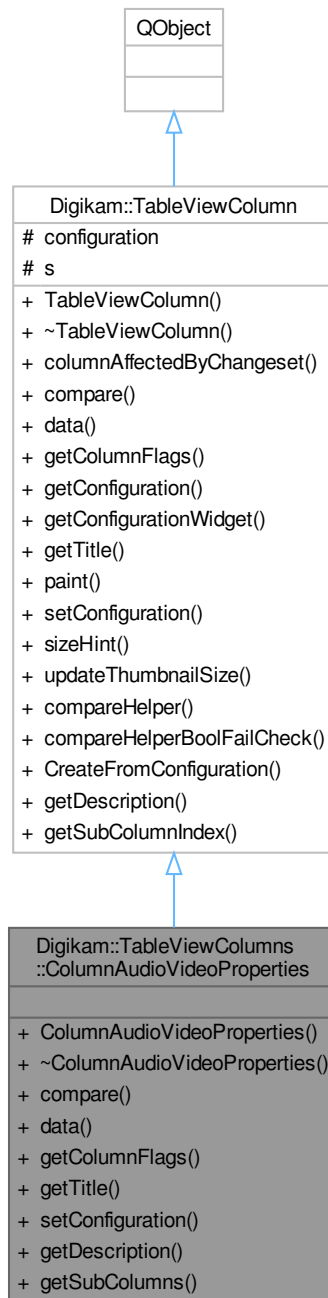 QObject
Digikam::TableViewColumn
# configuration
# s
+ TableViewColumn()
+ ~TableViewColumn()
+ columnAffectedByChangeset()
+ compare()
+ data()
+ getColumnFlags()
+ getConfiguration()
+ getConfigurationWidget()
+ getTitle()
+ paint()
+ setConfiguration()
+ sizeHint()
+ updateThumbnailSize()
+ compareHelper()
+ compareHelperBoolFailCheck()
+ CreateFromConfiguration()
+ getDescription()
+ getSubColumnIndex()
Digikam::TableViewColumns
::ColumnAudioVideoProperties
+ ColumnAudioVideoProperties()
+ ~ColumnAudioVideoProperties()
+ compare()
+ data()
+ getColumnFlags()
+ getTitle()
+ setConfiguration()
+ getDescription()
+ getSubColumns()